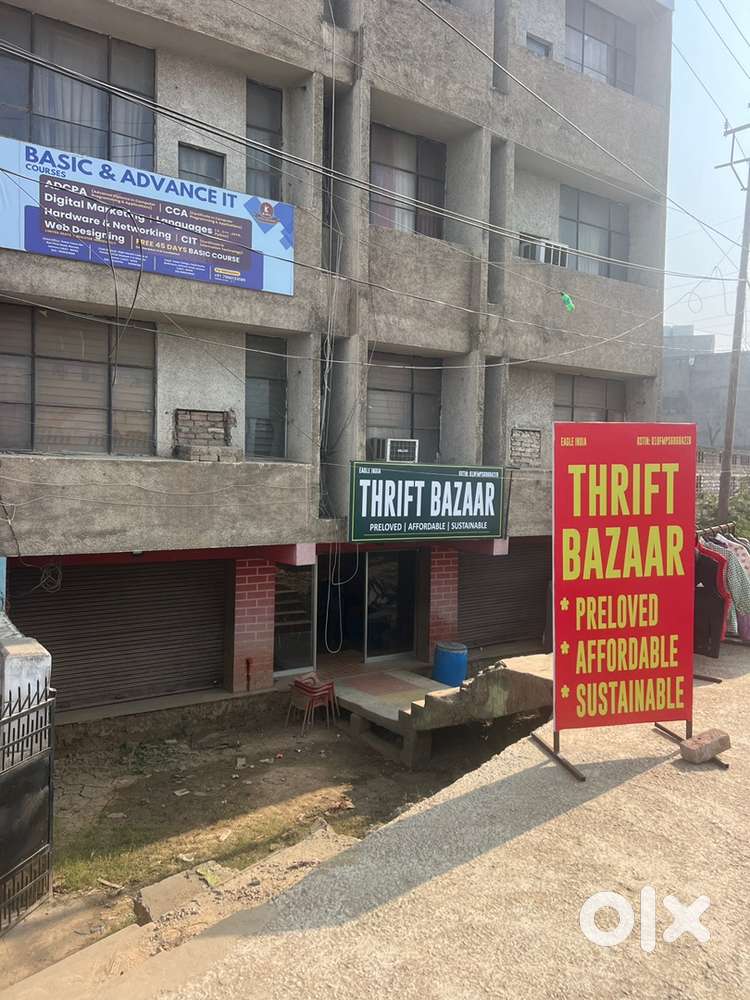 BASIC & ADVANCE IT
COURSES
ADCPA
CCA
Digital Marketing | Languages
Hardware & Networking | CIT
Web Designing | FREE 45 DAYS BASIC COURSE
EAGLE INDIA
THRIFT BAZAAR
PRELOVED | AFFORDABLE | SUSTAINABLE
EAGLE INDIA
THRIFT
BAZAAR
* PRELOVED
* AFFORDABLE
* SUSTAINABLE
olx